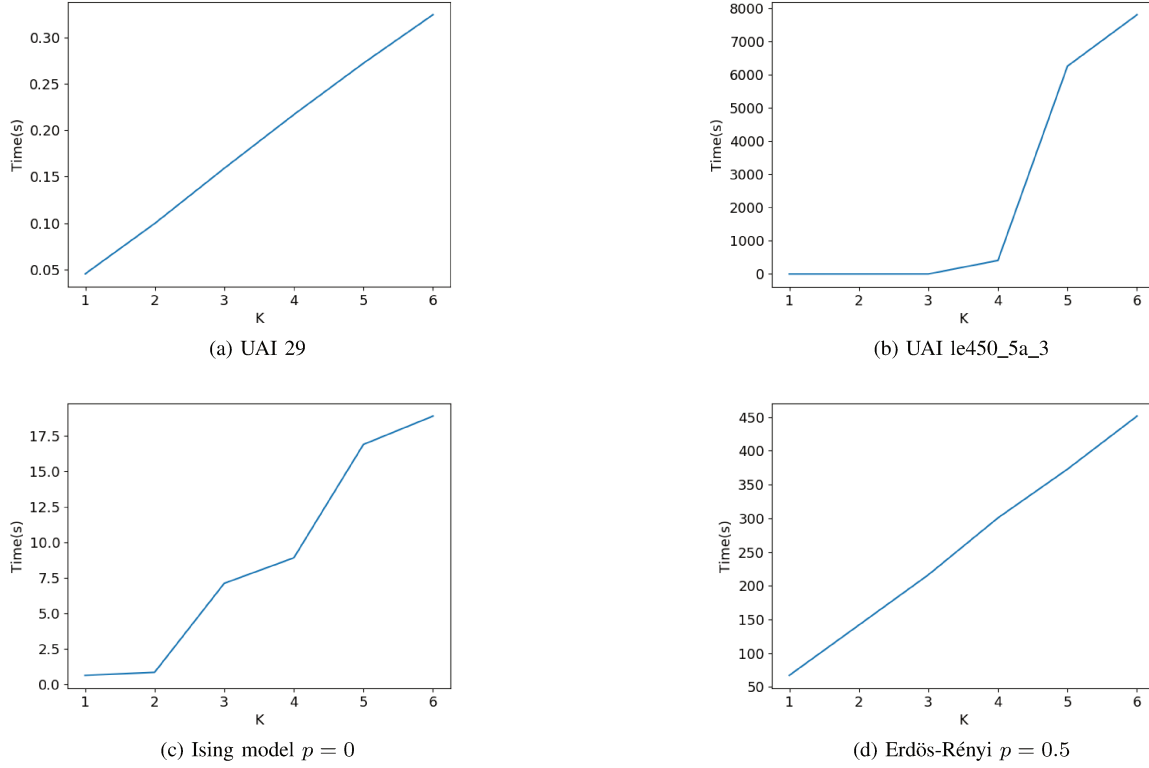 0.30
0.25
0.20
0.15
0.10
0.05
Time(s)
1 2 3 4 5 6
K
(a) UAI 29
8000
7000
6000
5000
4000
3000
2000
1000
0
Time(s)
1 2 3 4 5 6
K
(b) UAI le450_5a_3
17.5
15.0
12.5
10.0
7.5
5.0
2.5
0.0
Time(s)
1 2 3 4 5 6
K
(c) Ising model p = 0
450
400
350
300
250
200
150
100
50
Time(s)
1 2 3 4 5 6
K
(d) Erdös-Rényi p = 0.5